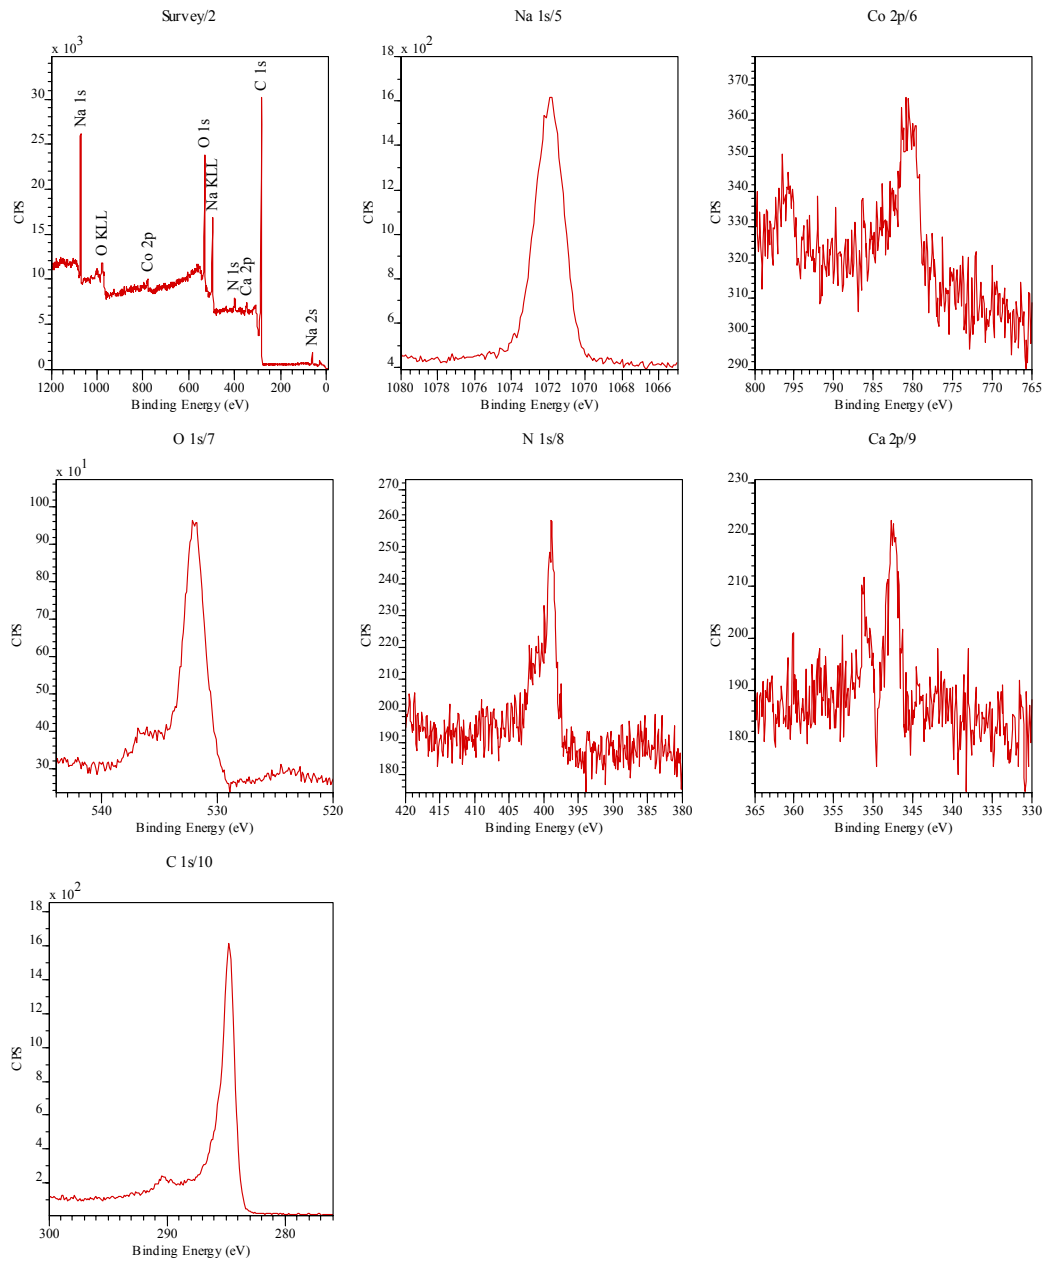 Survey/2
x 10^3
30
25
20
15
10
5
0
CPS
Na 1s
O KLL
Co 2p
O 1s
Na KLL
N 1s
Ca 2p
C 1s
Na 2s
1200 1000 800 600 400 200 0
Binding Energy (eV)
Na 1s/5
18 x 10^2
16
14
12
10
8
6
4
CPS
1080 1078 1076 1074 1072 1070 1068 1066
Binding Energy (eV)
Co 2p/6
370
360
350
340
330
320
310
300
290
CPS
800 795 790 785 780 775 770 765
Binding Energy (eV)
O 1s/7
x 10^1
100
90
80
70
60
50
40
30
CPS
540 530 520
Binding Energy (eV)
N 1s/8
270
260
250
240
230
220
210
200
190
180
CPS
420 415 410 405 400 395 390 385 380
Binding Energy (eV)
Ca 2p/9
230
220
210
200
190
180
CPS
365 360 355 350 345 340 335 330
Binding Energy (eV)
C 1s/10
x 10^2
18
16
14
12
10
8
6
4
2
CPS
300 290 280
Binding Energy (eV)